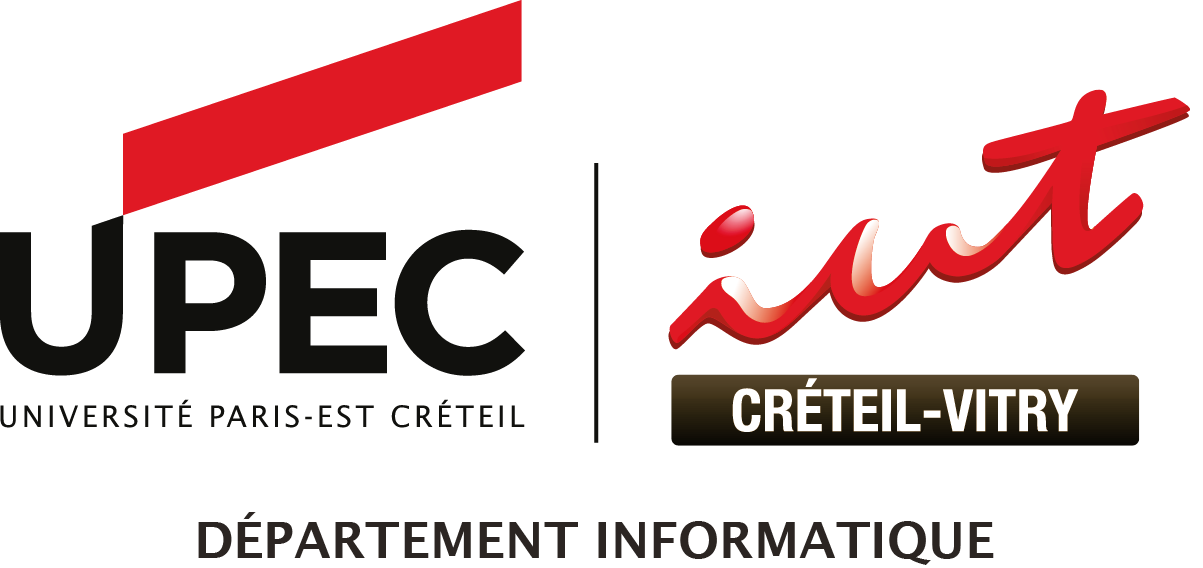 UPEC
UNIVERSITÉ PARIS-EST CRÉTEIL
iut
CRÉTEIL-VITRY
DÉPARTEMENT INFORMATIQUE